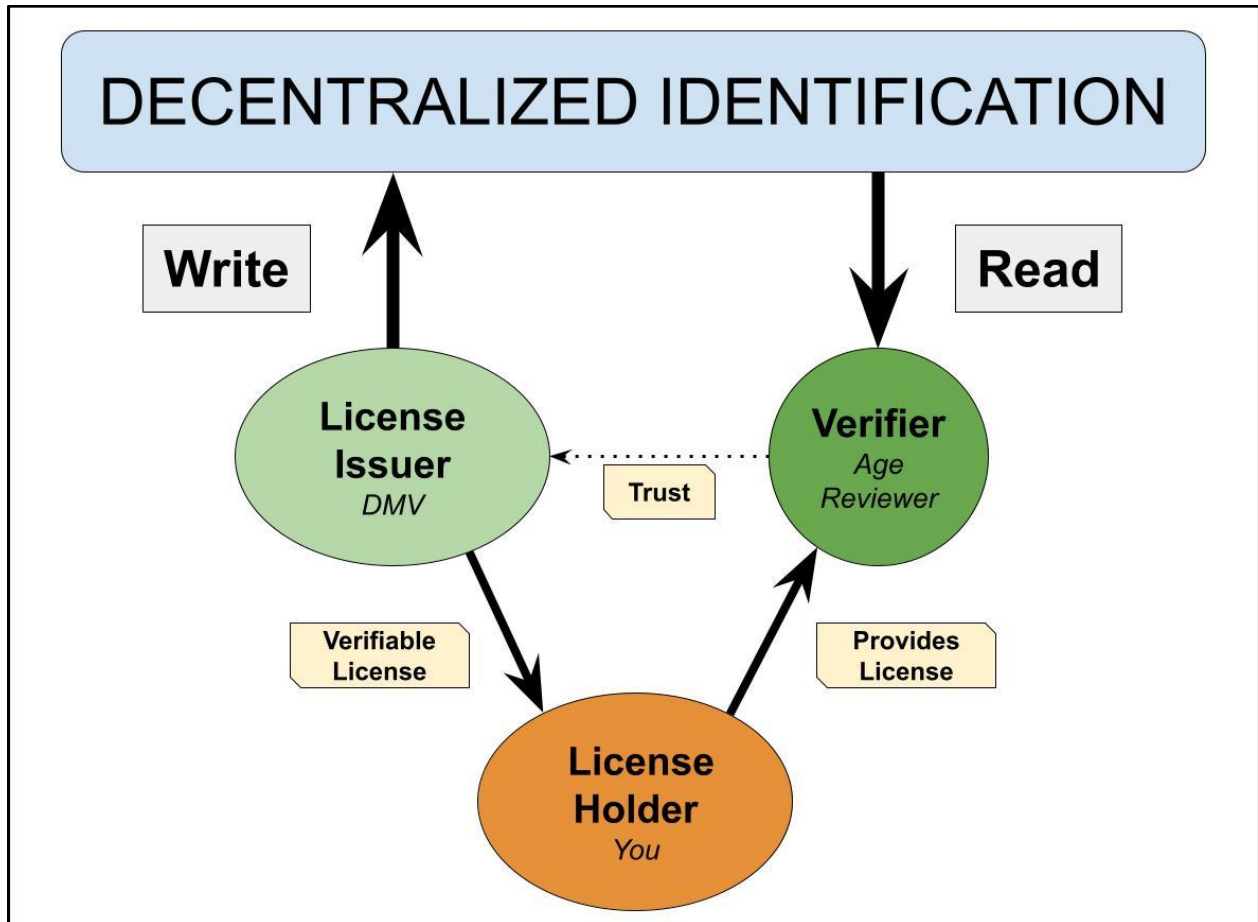 DECENTRALIZED IDENTIFICATION
Write
Read
License
Issuer
DMV
Verifier
Age
Reviewer
Trust
Verifiable
License
Provides
License
License
Holder
You